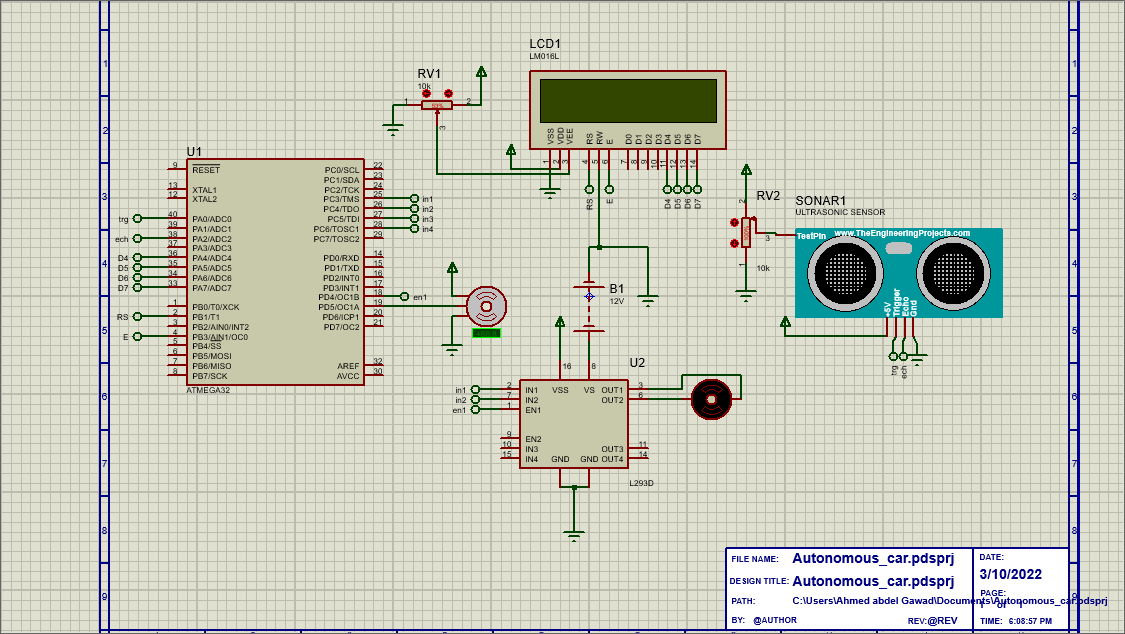 LCD1
LM016L
RV1
10k
1
2
3
VSS
VDD
VEE
RS
RW
E
D0
D1
D2
D3
D4
D5
D6
D7
1
2
3
4
5
6
7
8
9
10
11
12
13
14
RS
E
D4
D5
D6
D7
U1
9 RESET
13 XTAL1
12 XTAL2
trg 40 PA0/ADC0
39 PA1/ADC1
ech 38 PA2/ADC2
37 PA3/ADC3
D4 36 PA4/ADC4
D5 35 PA5/ADC5
D6 34 PA6/ADC6
D7 33 PA7/ADC7
1 PB0/T0/XCK
RS 2 PB1/T1
3 PB2/AIN0/INT2
E 4 PB3/AIN1/OC0
5 PB4/SS
6 PB5/MOSI
7 PB6/MISO
8 PB7/SCK
PC0/SCL 22
PC1/SDA 23
PC2/TCK 24
PC3/TMS 25 in1
PC4/TDO 26 in2
PC5/TDI 27 in3
PC6/TOSC1 28 in4
PC7/TOSC2 29
PD0/RXD 14
PD1/TXD 15
PD2/INT0 16
PD3/INT1 17
PD4/OC1B 18 en1
PD5/OC1A 19
PD6/ICP1 20
PD7/OC2 21
AREF 32
AVCC 30
ATMEGA32
B1
12V
RV2
2
3
1
10k
SONAR1
ULTRASONIC SENSOR
TestPin
www.TheEngineeringProjects.com
+5V
Trigger
Echo
Gnd
trg
ech
U2
16
8
VSS
VS
in1 2 IN1
in2 7 IN2
en1 1 EN1
9 EN2
10 IN3
15 IN4
OUT1 3
OUT2 6
OUT3 11
OUT4 14
GND GND
L293D
1
2
3
4
5
6
7
8
9
1
2
3
4
5
6
7
8
9
FILE NAME: Autonomous_car.pdsprj
DESIGN TITLE: Autonomous_car.pdsprj
PATH: C:\Users\Ahmed abdel Gawad\Documents\Autonomous_car.pdsprj
BY: @AUTHOR
REV:@REV
DATE:
3/10/2022
PAGE:
TIME: 6:08:57 PM